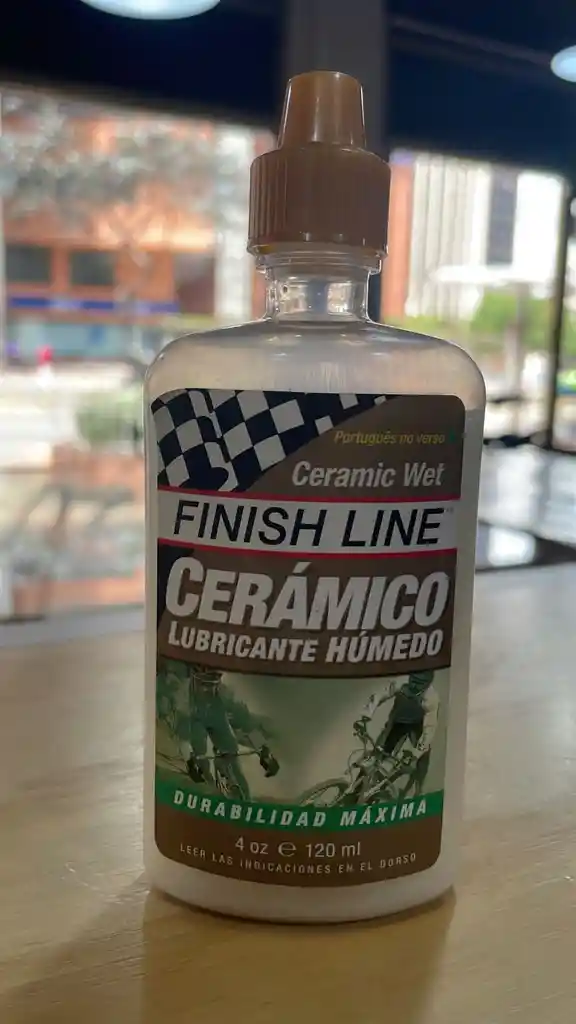 Português no verso
Ceramic Wet
FINISH LINE
CERÁMICO
LUBRICANTE HÚMEDO
DURABILIDAD MÁXIMA
4 oz ℮ 120 ml
LEER LAS INDICACIONES EN EL DORSO